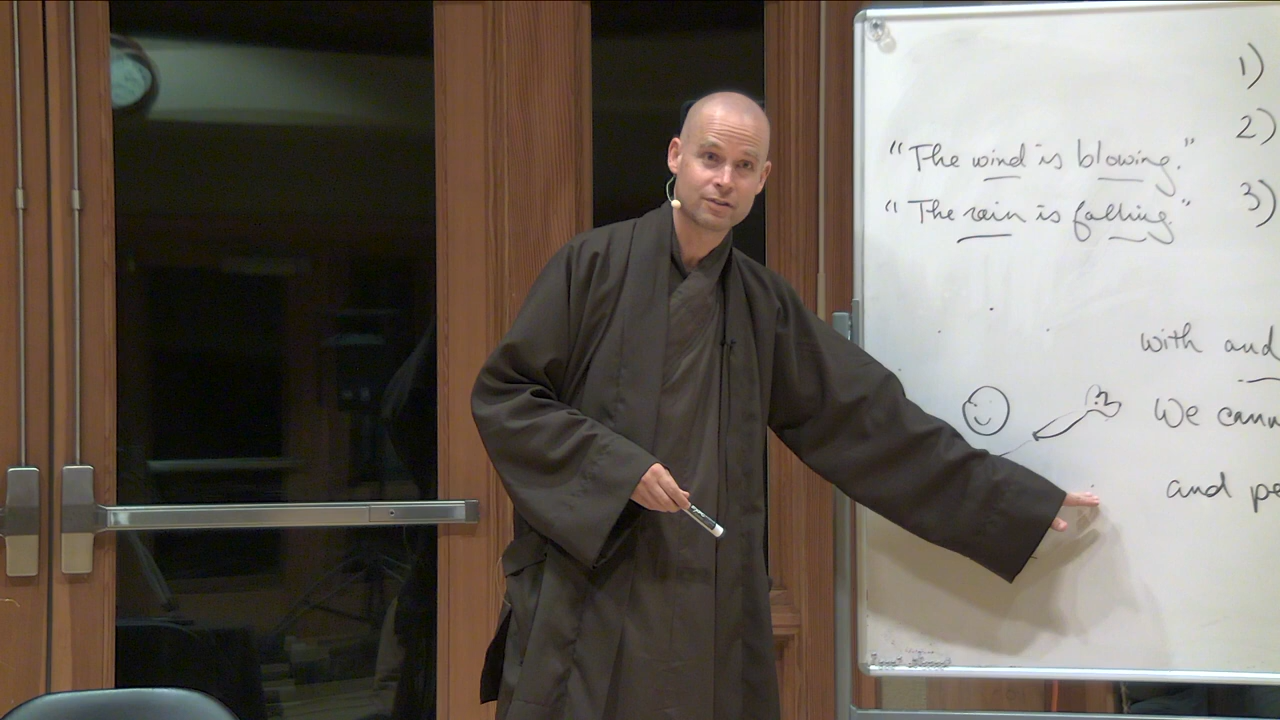 1)
"The wind is blowing."
2)
"The rain is falling."
3)
with and
We cann
and pe